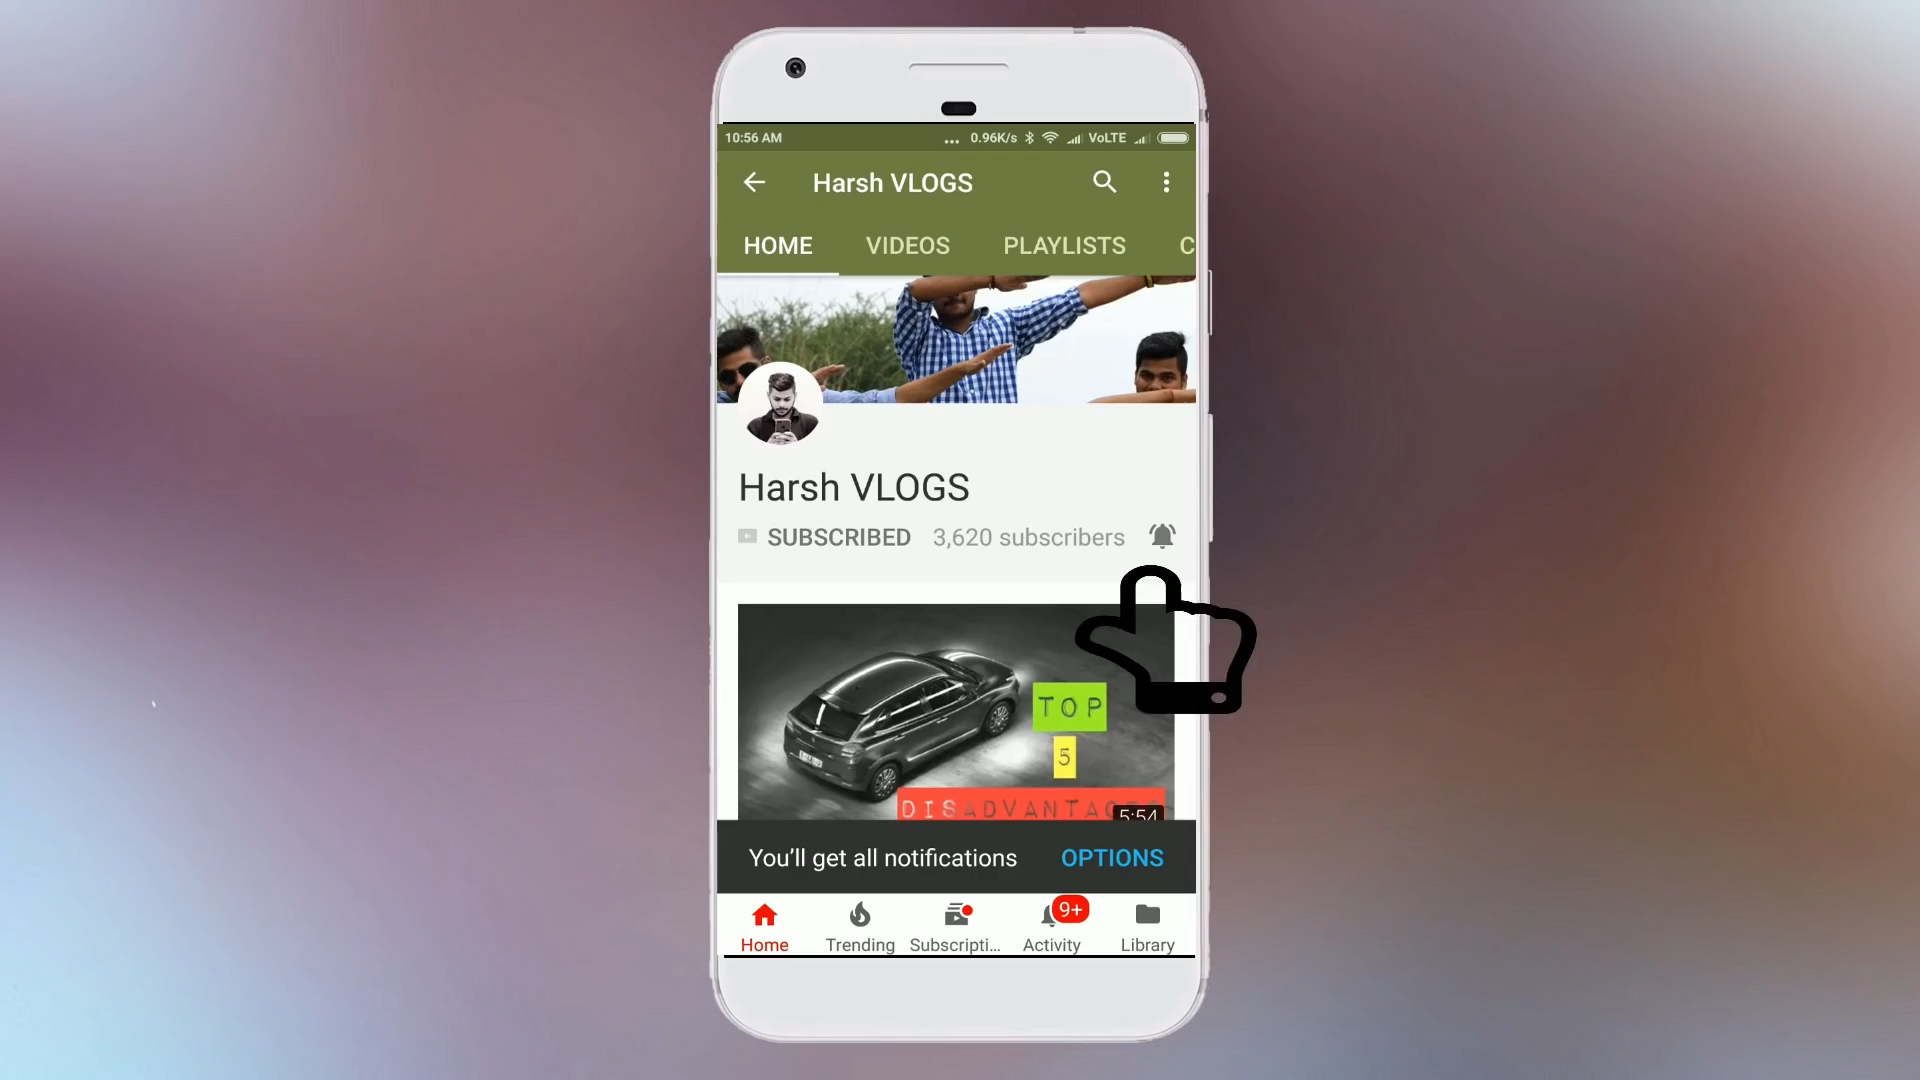 10:56 AM ... 0.96K/s VoLTE
Harsh VLOGS
HOME VIDEOS PLAYLISTS C
Harsh VLOGS
SUBSCRIBED 3,620 subscribers
TOP
5
5:54
You'll get all notifications OPTIONS
9+
Home Trending Subscripti... Activity Library